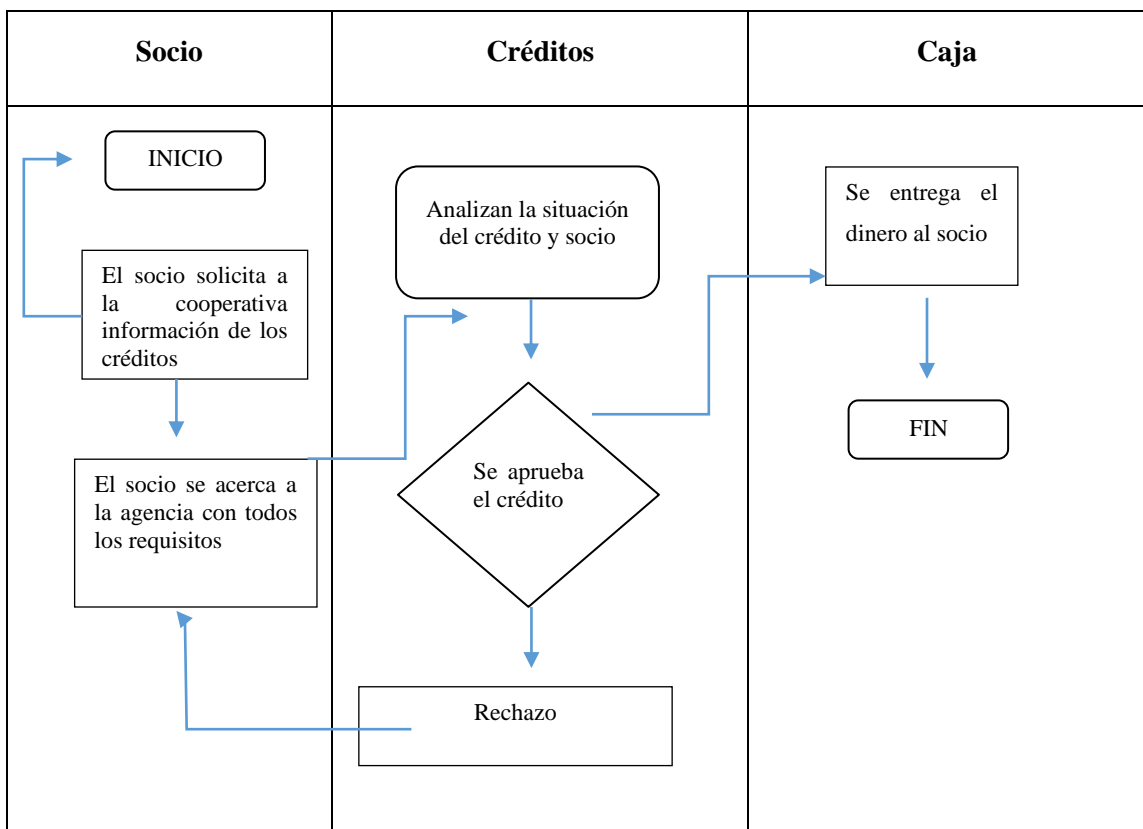 Socio
Créditos
Caja
INICIO
El socio solicita a
la cooperativa
información de los
créditos
El socio se acerca a
la agencia con todos
los requisitos
Analizan la situación
del crédito y socio
Se aprueba
el crédito
Rechazo
Se entrega el
dinero al socio
FIN